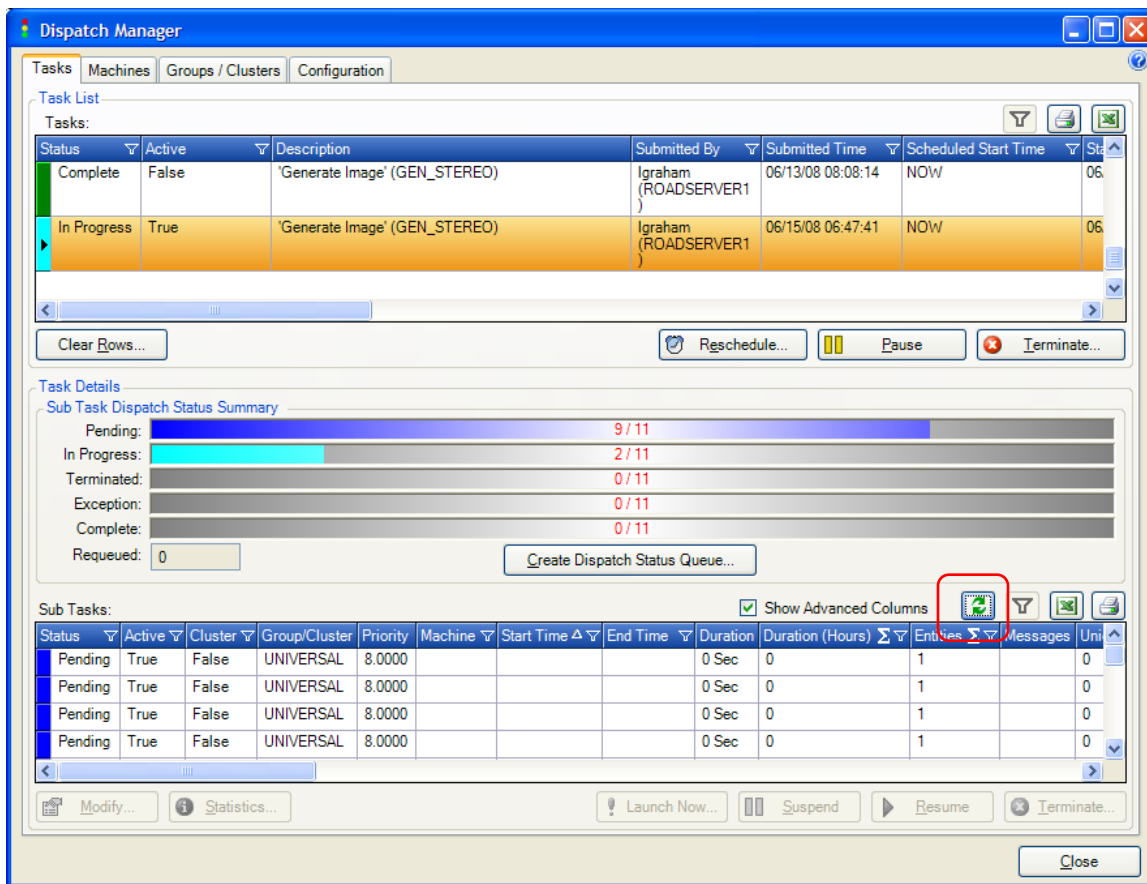 Dispatch Manager
Tasks Machines Groups / Clusters Configuration
Task List
Tasks:
Status Active Description Submitted By Submitted Time Scheduled Start Time Sta
Complete False 'Generate Image' (GEN_STEREO) Igraham 06/13/08 08:08:14 NOW 06/
(ROADSERVER1
)
In Progress True 'Generate Image' (GEN_STEREO) Igraham 06/15/08 06:47:41 NOW 06/
(ROADSERVER1
)
Clear Rows... Reschedule... Pause Terminate...
Task Details
Sub Task Dispatch Status Summary
Pending: 9 / 11
In Progress: 2 / 11
Terminated: 0 / 11
Exception: 0 / 11
Complete: 0 / 11
Requeued: 0 Create Dispatch Status Queue...
Sub Tasks: Show Advanced Columns
Status Active Cluster Group/Cluster Priority Machine Start Time End Time Duration Duration (Hours) Σ Entries Σ Messages Uni
Pending True False UNIVERSAL 8.0000 0 Sec 0 1 0
Pending True False UNIVERSAL 8.0000 0 Sec 0 1 0
Pending True False UNIVERSAL 8.0000 0 Sec 0 1 0
Pending True False UNIVERSAL 8.0000 0 Sec 0 1 0
Modify... Statistics... Launch Now... Suspend Resume Terminate...
Close